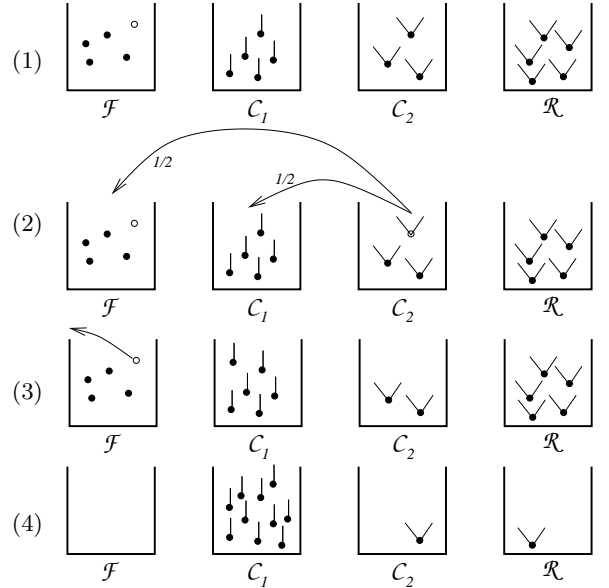 (1)
F C1 C2 R
1/2 1/2
(2)
F C1 C2 R
(3)
F C1 C2 R
(4)
F C1 C2 R